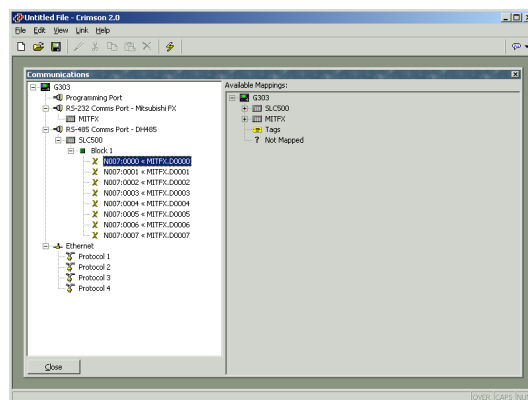 Untitled File - Crimson 2.0
File Edit View Link Help
Communications
G303
Programming Port
RS-232 Comms Port - Mitsubishi FX
MITFX
RS-485 Comms Port - DH485
SLC500
Block 1
N007:0000 « MITFX.D0000
N007:0001 « MITFX.D0001
N007:0002 « MITFX.D0002
N007:0003 « MITFX.D0003
N007:0004 « MITFX.D0004
N007:0005 « MITFX.D0005
N007:0006 « MITFX.D0006
N007:0007 « MITFX.D0007
Ethernet
Protocol 1
Protocol 2
Protocol 3
Protocol 4
Available Mappings:
G303
SLC500
MITFX
Tags
? Not Mapped
Close
OVER CAPS NUM